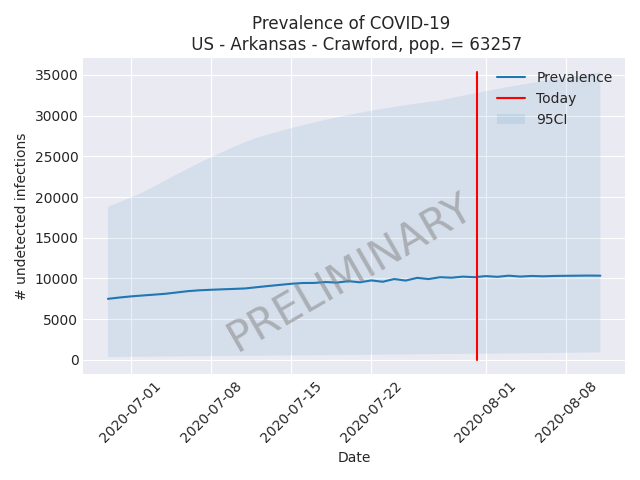 Prevalence of COVID-19
US - Arkansas - Crawford, pop. = 63257
35000
30000
25000
20000
15000
10000
5000
0
# undetected infections
Prevalence
Today
95CI
PRELIMINARY
2020-07-01
2020-07-08
2020-07-15
2020-07-22
2020-08-01
2020-08-08
Date